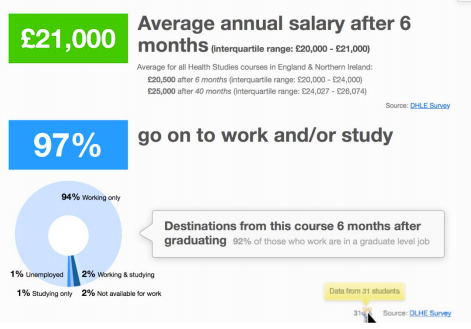 £21,000
Average annual salary after 6
months (interquartile range: £20,000 - £21,000)
Average for all Health Studies courses in England & Northern Ireland:
£20,500 after 6 months (interquartile range: £20,000 - £24,000)
£25,000 after 40 months (interquartile range: £24,027 - £26,074)
Source: DLHE Survey
97%
go on to work and/or study
94% Working only
Destinations from this course 6 months after
graduating 92% of those who work are in a graduate level job
1% Unemployed
2% Working & studying
1% Studying only
2% Not available for work
Data from 31 students
31
Source: DLHE Survey